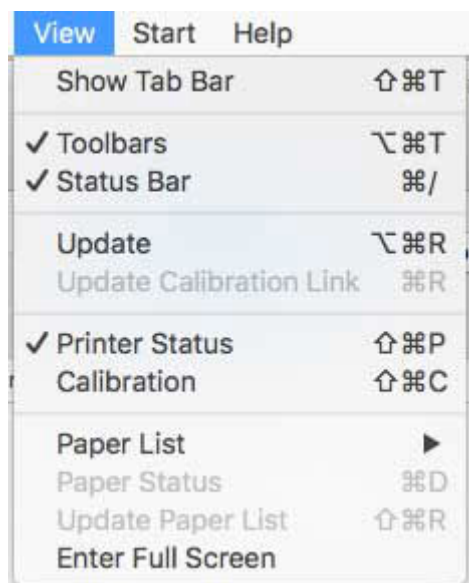 View Start Help
Show Tab Bar ⇧⌘T
✓ Toolbars ⌥⌘T
✓ Status Bar ⌘/
Update ⌥⌘R
Update Calibration Link ⌘R
✓ Printer Status ⇧⌘P
Calibration ⇧⌘C
Paper List ▶
Paper Status ⌘D
Update Paper List ⇧⌘R
Enter Full Screen